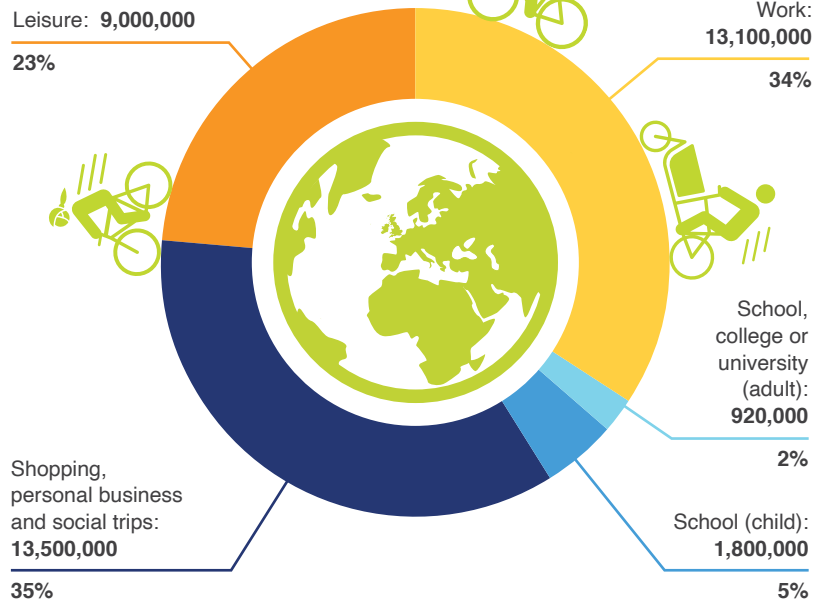 Leisure: 9,000,000
23%
Work:
13,100,000
34%
School,
college or
university
(adult):
920,000
2%
Shopping,
personal business
and social trips:
13,500,000
35%
School (child):
1,800,000
5%